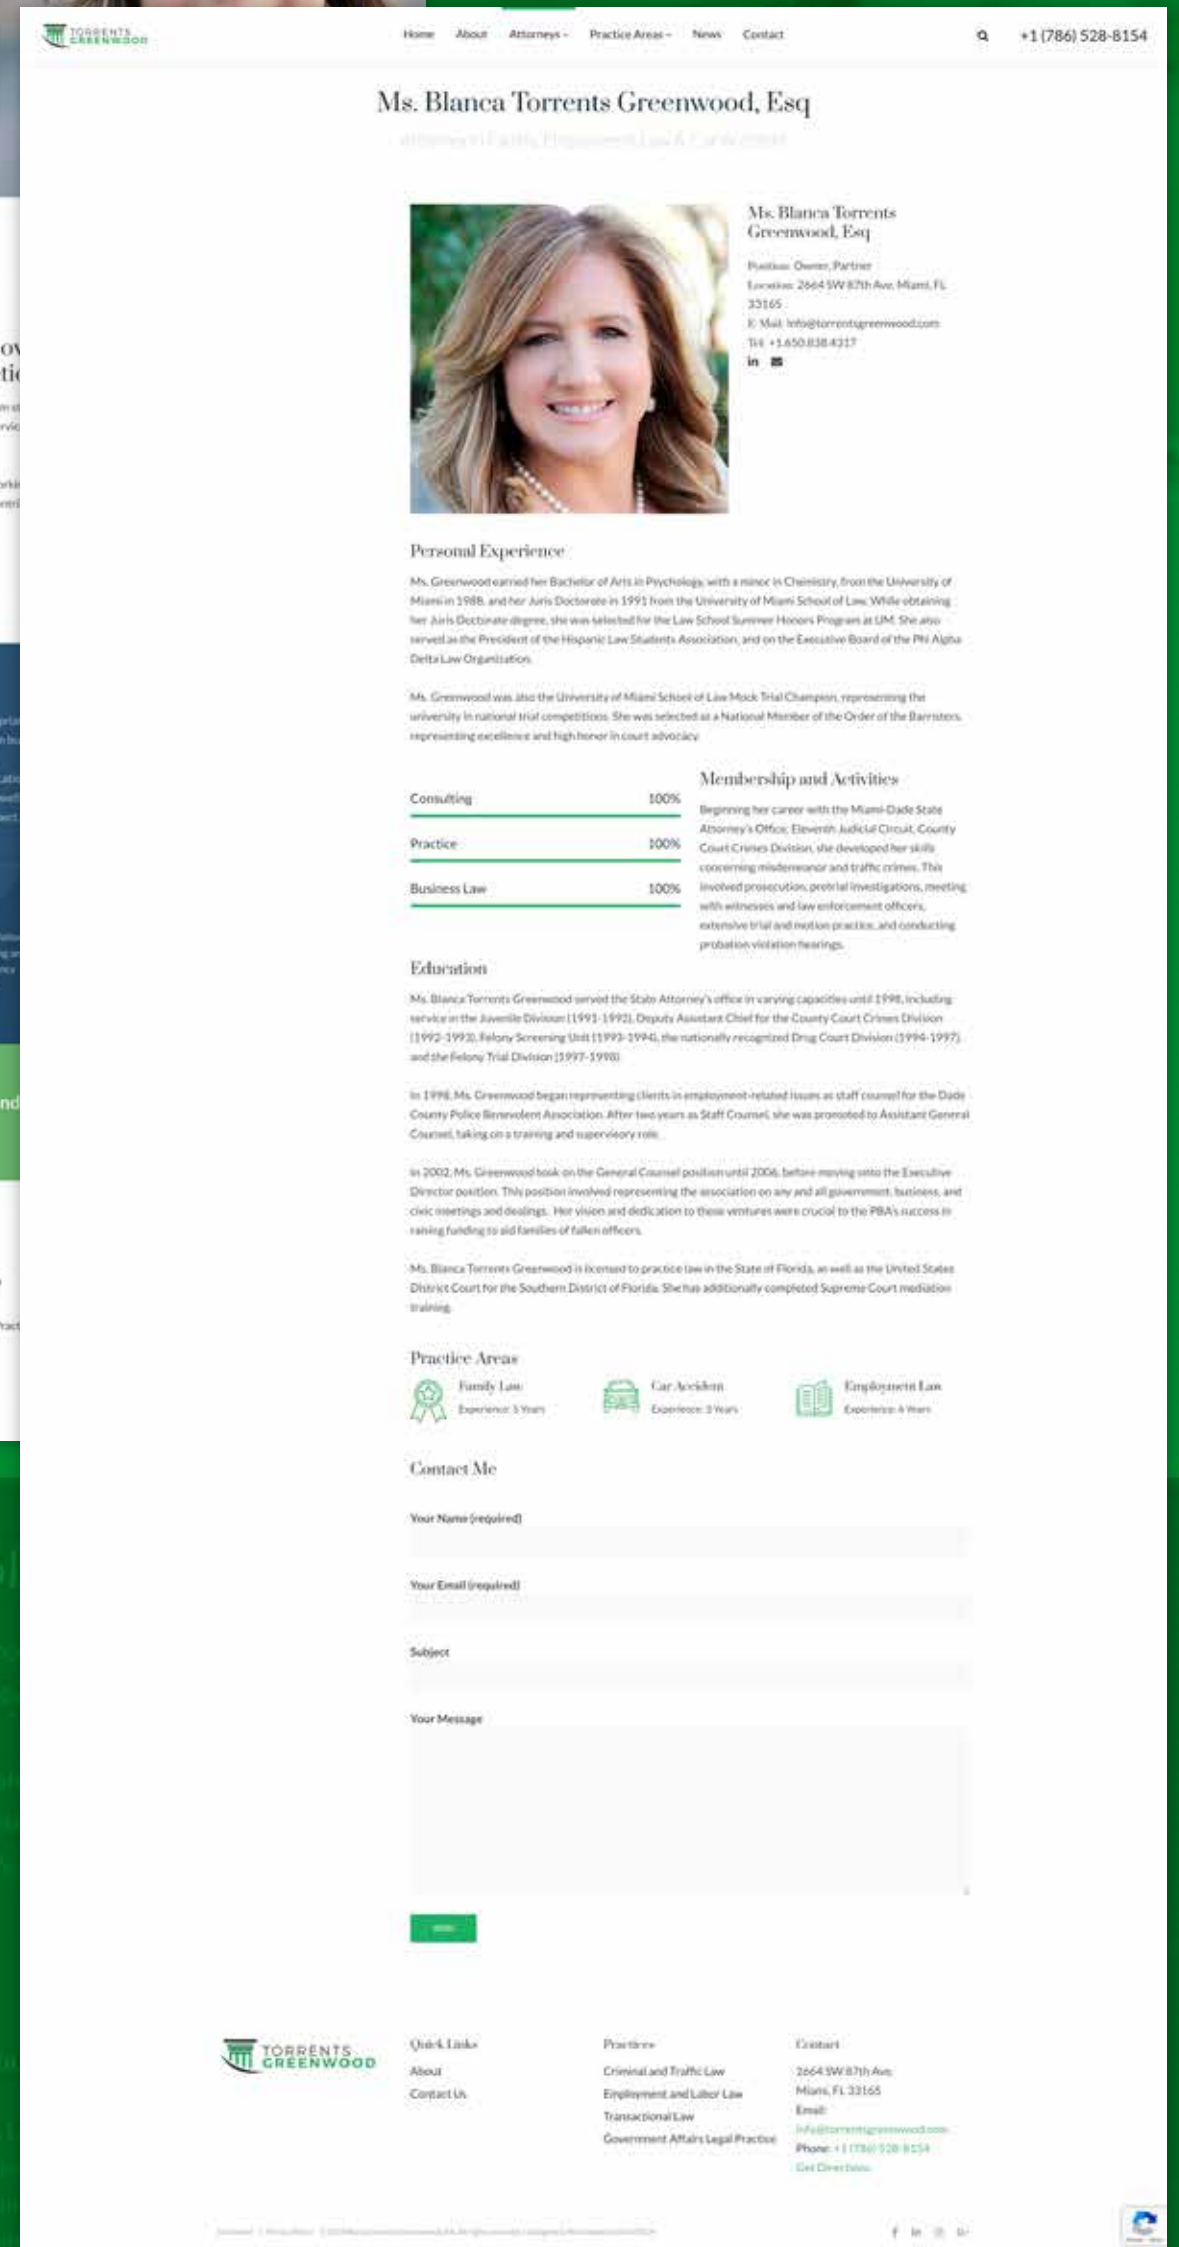 TORRENTS
GREENWOOD
Home About Attorneys Practice Areas News Contact
+1 (786) 528-8154
Ms. Blanca Torrents Greenwood, Esq
Ms. Blanca Torrents
Greenwood, Esq
Position: Owner, Partner
Location: 2664 SW 87th Ave, Miami, FL
33165
E-Mail: info@torrentsgreenwood.com
Tel: +1.650.838.4317
Personal Experience
Ms. Greenwood earned her Bachelor of Arts in Psychology, with a minor in Chemistry, from the University of
Miami in 1988, and her Juris Doctorate in 1991 from the University of Miami School of Law. While obtaining
her Juris Doctorate degree, she was selected for the Law School Summer Honors Program at UM. She also
served as the President of the Hispanic Law Students Association, and on the Executive Board of the Phi Alpha
Delta Law Organization.
Ms. Greenwood was also the University of Miami School of Law Mock Trial Champion, representing the
university in national trial competitions. She was selected as a National Member of the Order of the Barristers,
representing excellence and high honor in court advocacy.
Consulting 100%
Practice 100%
Business Law 100%
Membership and Activities
Beginning her career with the Miami-Dade State
Attorney's Office, Eleventh Judicial Circuit, County
Court Crimes Division, she developed her skills
concerning misdemeanor and traffic crimes. This
involved prosecution, pretrial investigations, meeting
with witnesses and law enforcement officers,
extensive trial and motion practice, and conducting
probation violation hearings.
Education
Ms. Blanca Torrents Greenwood served the State Attorney's office in varying capacities until 1998, including
service in the Juvenile Division (1991-1992), Deputy Assistant Chief for the County Court Crimes Division
(1992-1993), Felony Screening Unit (1993-1994), the nationally recognized Drug Court Division (1994-1997),
and the Felony Trial Division (1997-1998).
In 1998, Ms. Greenwood began representing clients in employment-related issues as staff counsel for the Dade
County Police Benevolent Association. After two years as Staff Counsel, she was promoted to Assistant General
Counsel, taking on a training and supervisory role.
In 2002, Ms. Greenwood took on the General Counsel position until 2006, before moving onto the Executive
Director position. This position involved representing the association on any and all government, business, and
civic meetings and dealings. Her vision and dedication to these ventures were crucial to the PBA's success in
raising funding to aid families of fallen officers.
Ms. Blanca Torrents Greenwood is licensed to practice law in the State of Florida, as well as the United States
District Court for the Southern District of Florida. She has additionally completed Supreme Court mediation
training.
Practice Areas
Family Law Car Accident Employment Law
Experience: 5 Years Experience: 3 Years Experience: 6 Years
Contact Me
Your Name (required)
Your Email (required)
Subject
Your Message
TORRENTS
GREENWOOD
Quick Links
About
Contact Us
Practices
Criminal and Traffic Law
Employment and Labor Law
Transactional Law
Government Affairs Legal Practice
Contact
2664 SW 87th Ave.
Miami, FL 33165
Email:
info@torrentsgreenwood.com
Phone: +1 (786) 528-8154
Get Directions